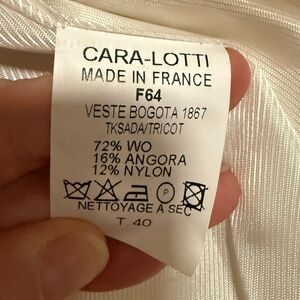 CARA-LOTTI
MADE IN FRANCE
F64
VESTE BOGOTA 1867
TKSADA/TRICOT
72% WO
16% ANGORA
12% NYLON
P
NETTOYAGE A SEC
T. 40